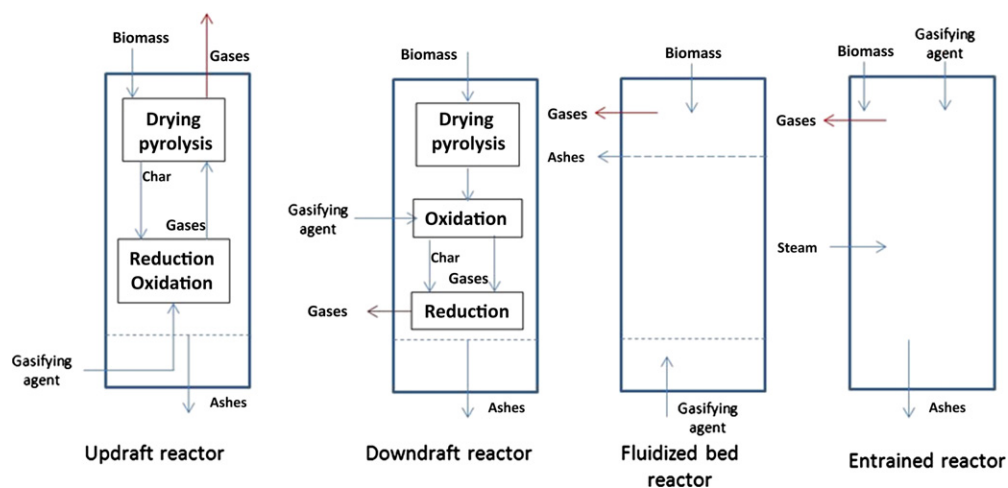 Biomass
Gases
Drying
pyrolysis
Char
Gases
Reduction
Oxidation
Gasifying
agent
Ashes
Updraft reactor
Biomass
Drying
pyrolysis
Gasifying
agent
Oxidation
Char
Gases
Gases
Reduction
Ashes
Downdraft reactor
Biomass
Gases
Ashes
Gasifying
agent
Fluidized bed
reactor
Biomass
Gasifying
agent
Gases
Steam
Ashes
Entrained reactor